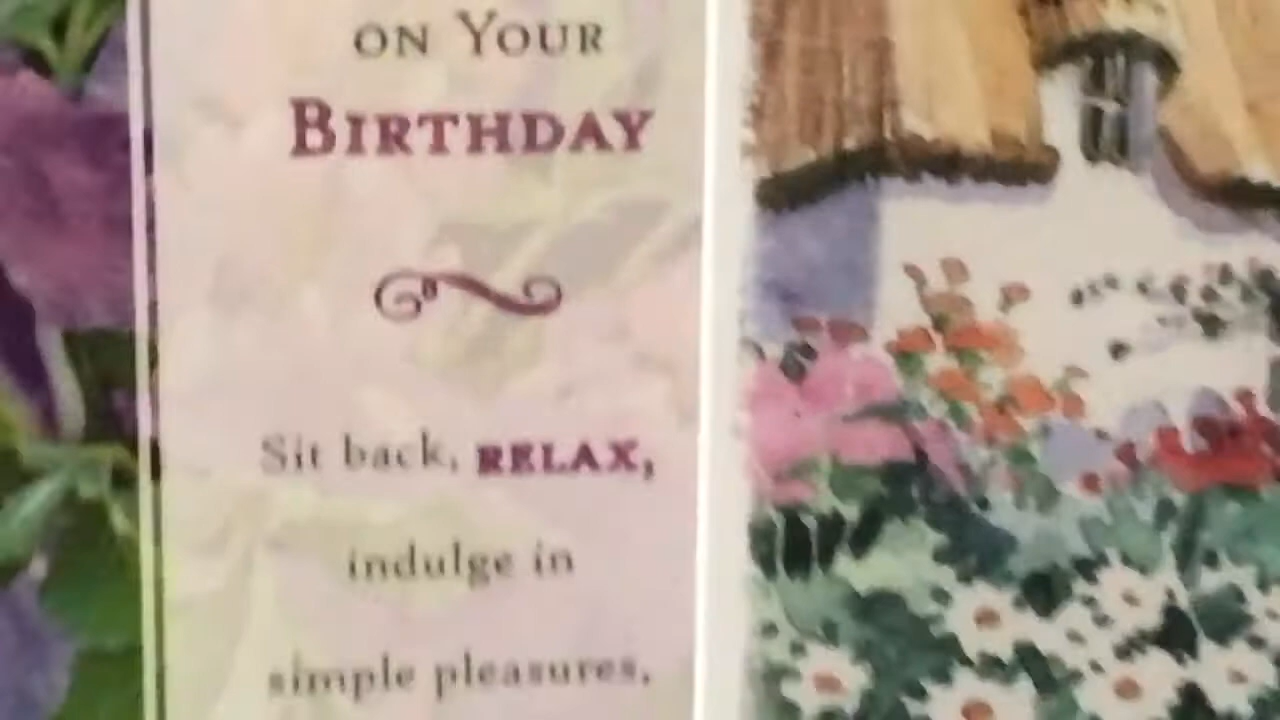 ON YOUR
BIRTHDAY
Sit back, RELAX,
indulge in
simple pleasures,